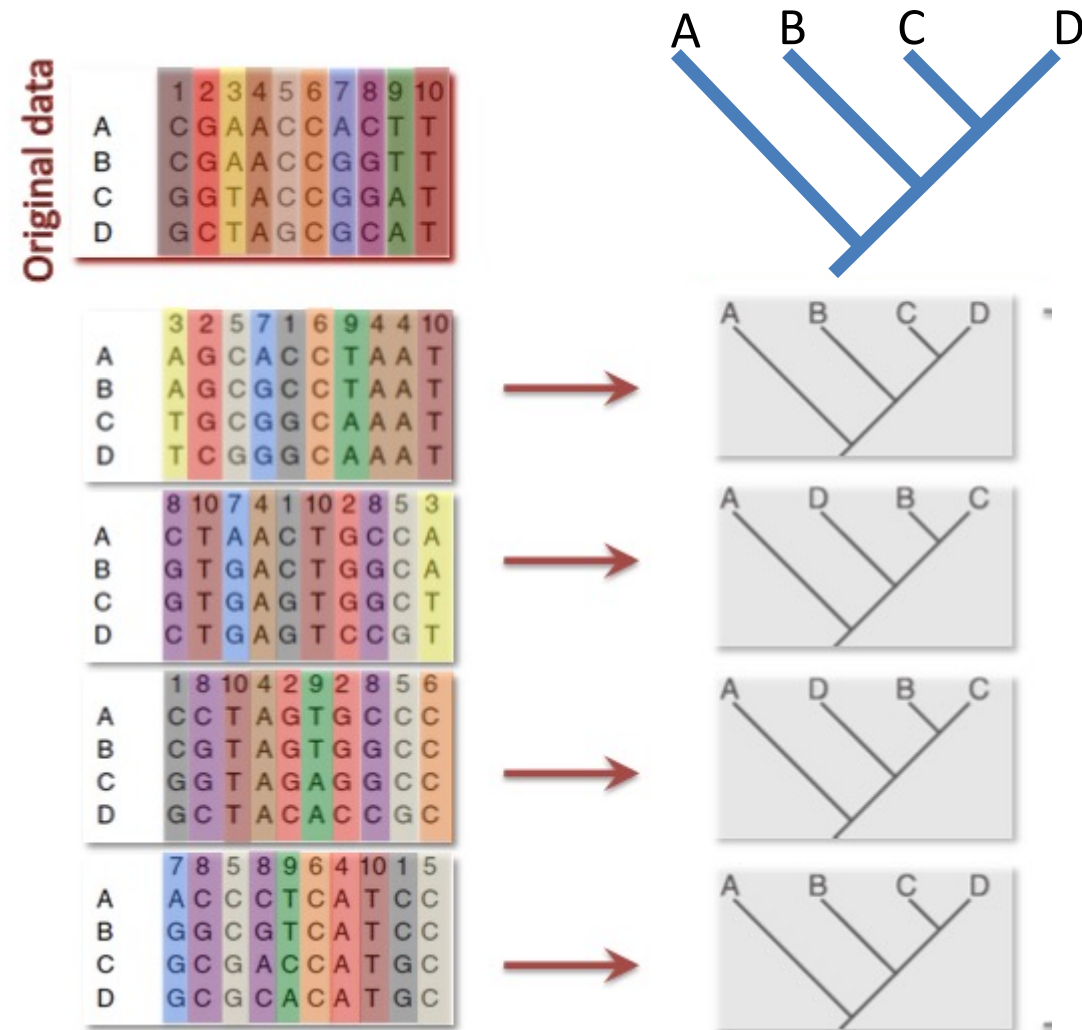 Original data
1 2 3 4 5 6 7 8 9 10
A C G A A C C A C T T
B C G A A C C G G T T
C G G T A C C G G A T
D G C T A G C G C A T
A B C D
3 2 5 7 1 6 9 4 4 10
A A G C A C C T A A T
B A G C G C C T A A T
C T G C G G C A A A T
D T C G G G C A A A T
A B C D
8 10 7 4 1 10 2 8 5 3
A C T A A C T G C C A
B G T G A C T G G C A
C G T G A G T G G C T
D C T G A G T C C G T
A D B C
1 8 10 4 2 9 2 8 5 6
A C C T A G T G C C C
B C G T A G T G G C C
C G G T A G A G G C C
D G C T A C A C C G C
A D B C
7 8 5 8 9 6 4 10 1 5
A A C C C T C A T C C
B G G C G T C A T C C
C G C G A C C A T G C
D G C G C A C A T G C
A B C D